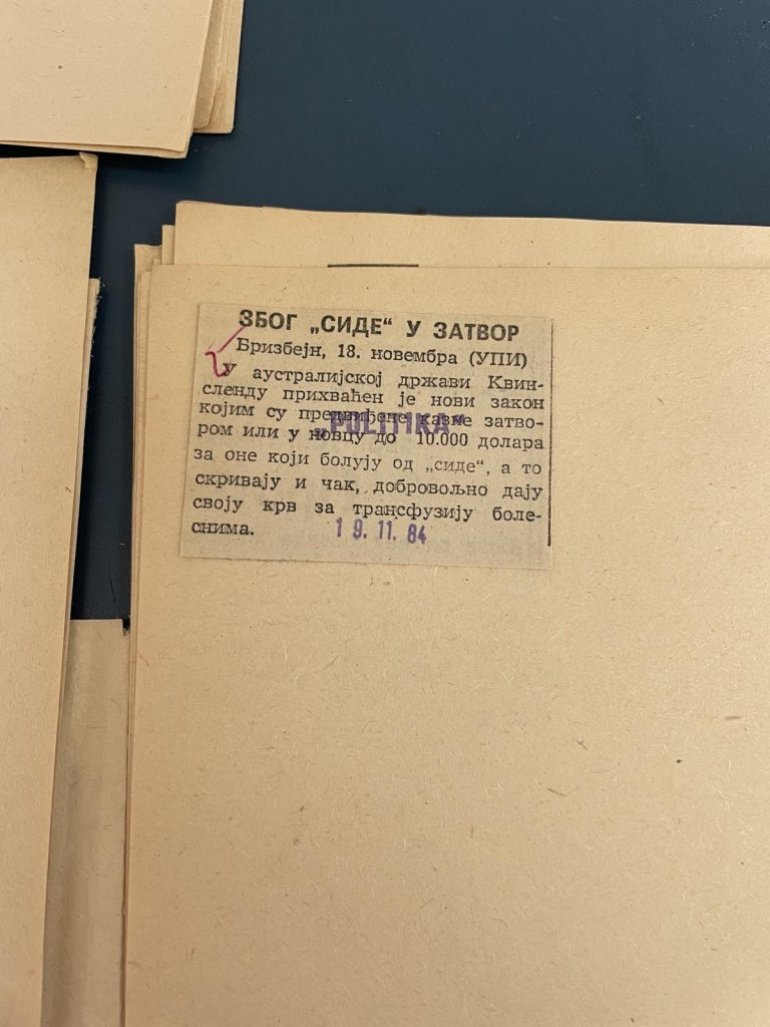 ЗБОГ „СИДЕ“ У ЗАТВОР
Бризбејн, 18. новембра (УПИ)
У аустралијској држави Квин-
сленду прихваћен је нови закон
којим су предвиђене казне затво-
„POLITIKA“
ром или у новцу до 10.000 долара
за оне који болују од „сиде“, а то
скривају и чак, добровољно дају
своју крв за трансфузију боле-
снима.
19. 11. 84